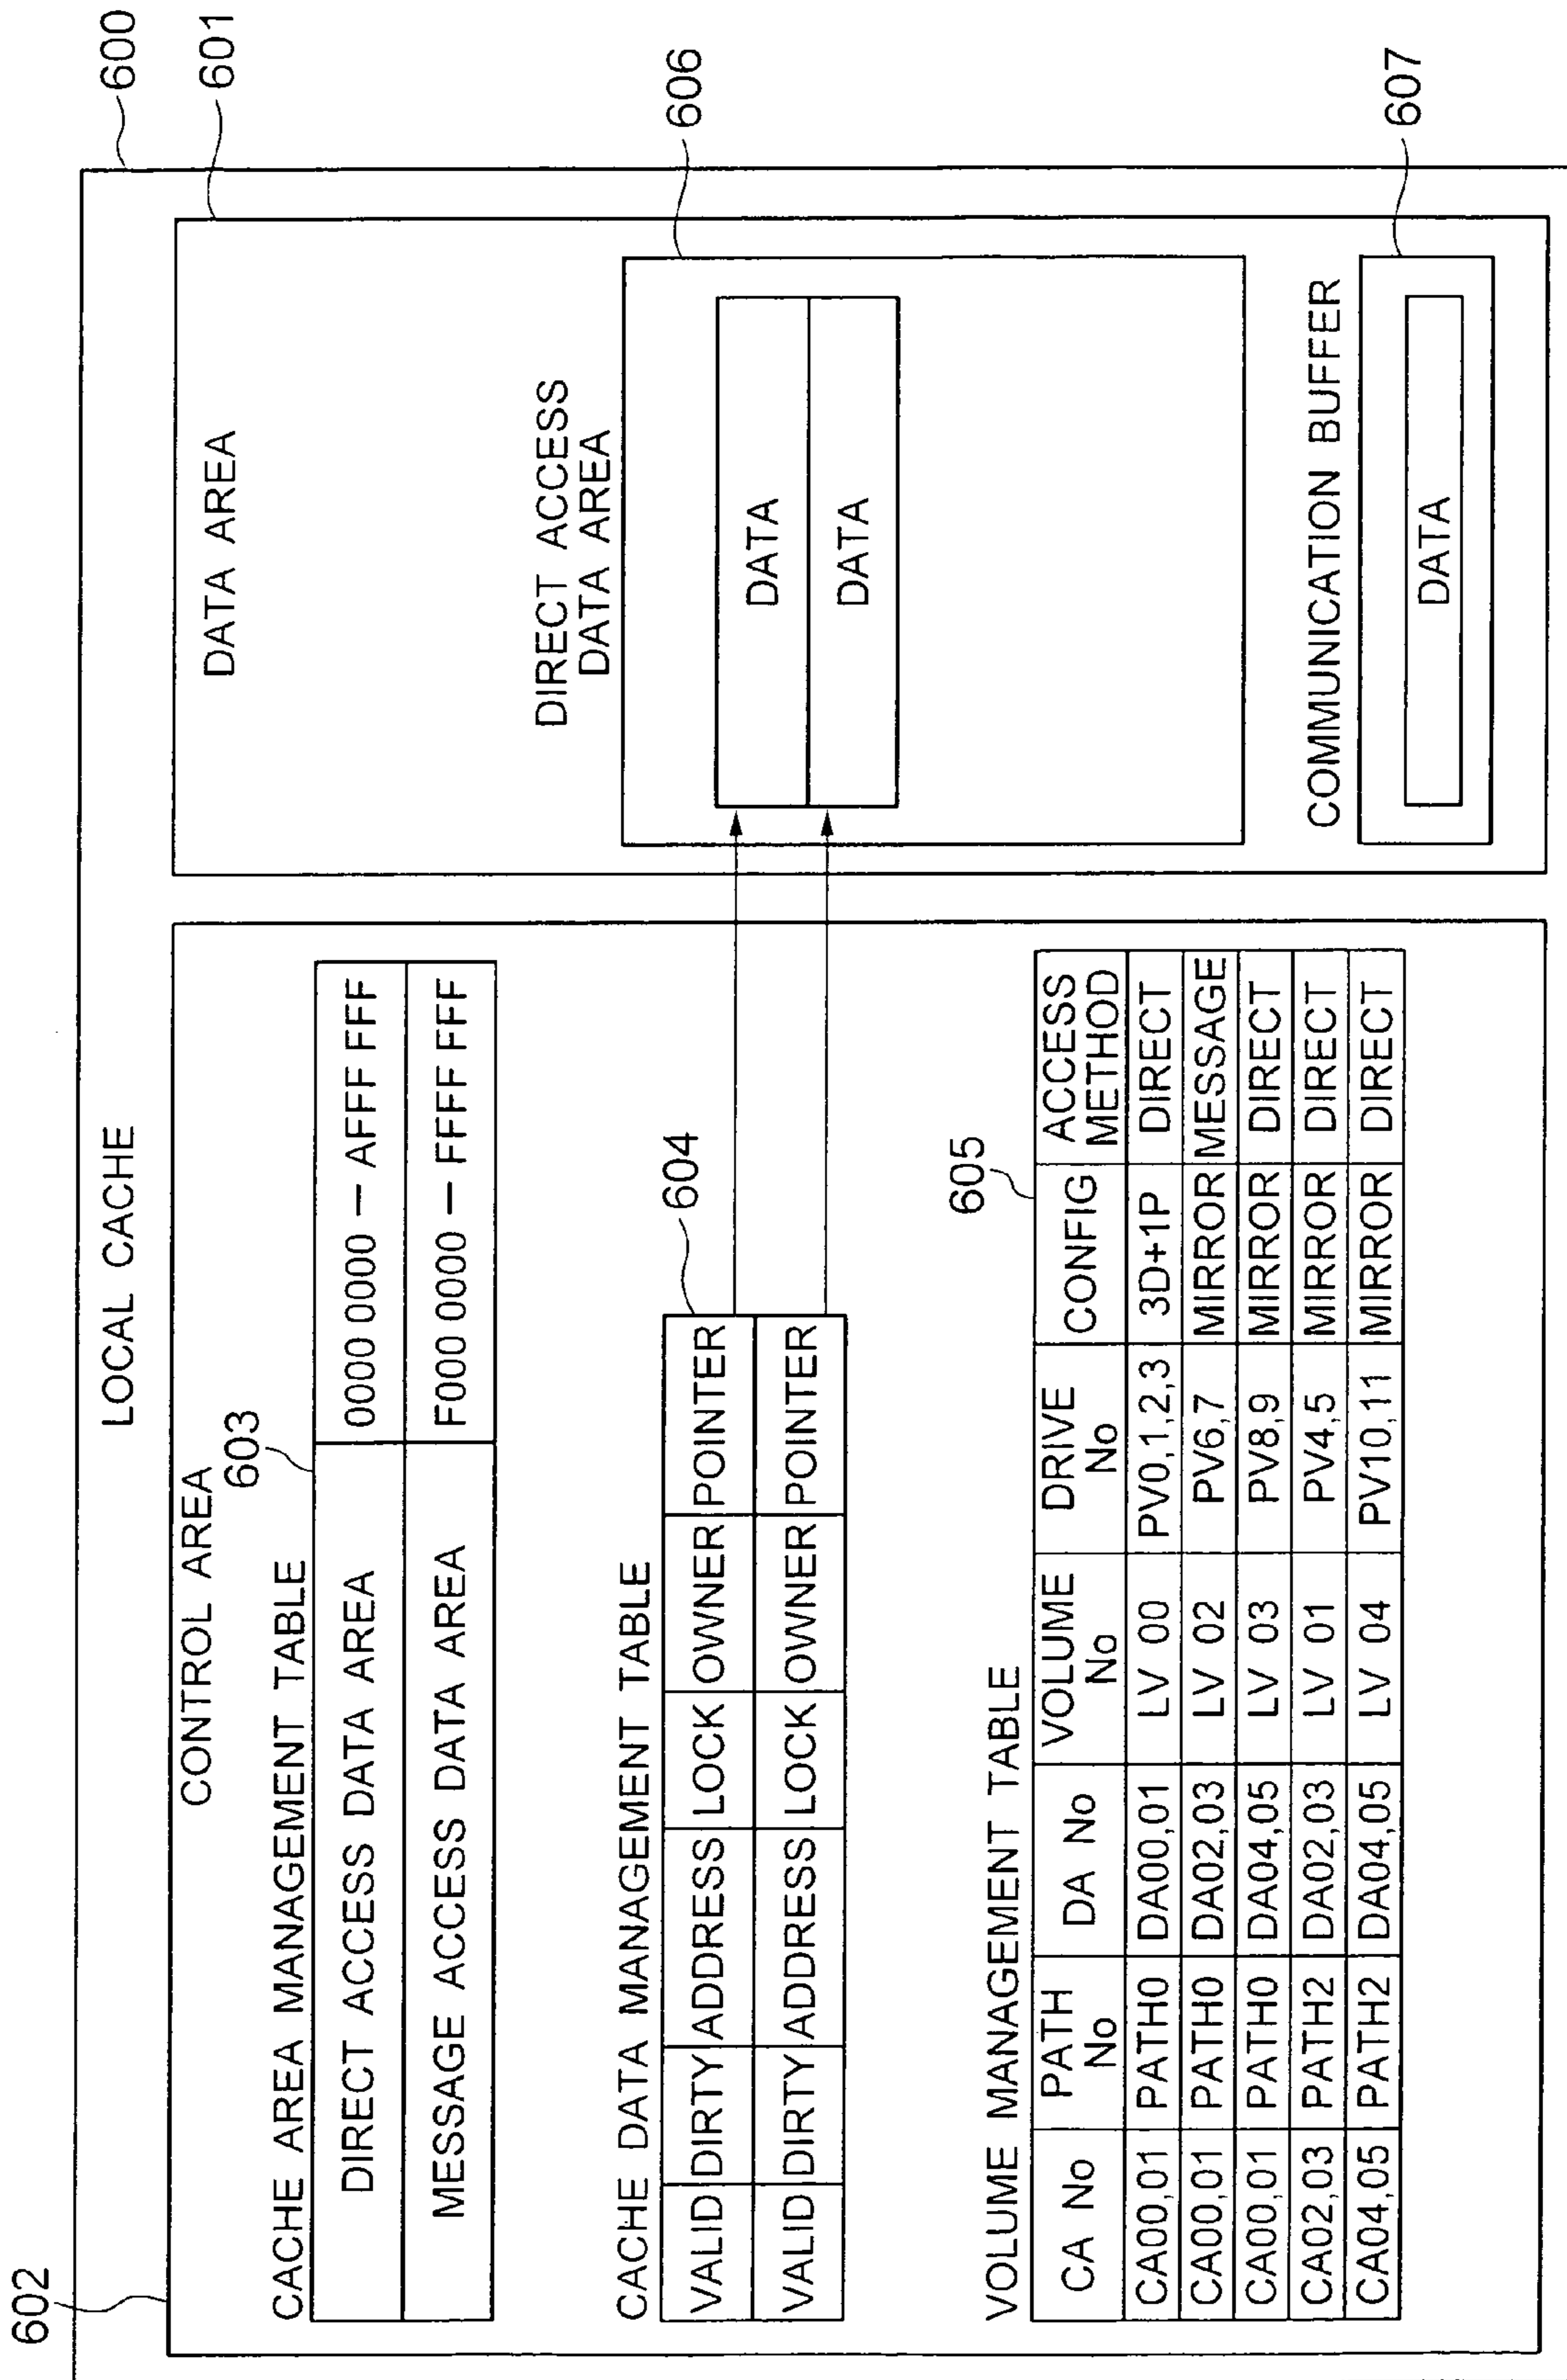 600
601
602
LOCAL CACHE
CONTROL AREA
CACHE AREA MANAGEMENT TABLE
603
DIRECT ACCESS DATA AREA 0000 0000 — AFFF FFFF
MESSAGE ACCESS DATA AREA F000 0000 — FFFF FFFF
CACHE DATA MANAGEMENT TABLE
604
VALID DIRTY ADDRESS LOCK OWNER POINTER
VALID DIRTY ADDRESS LOCK OWNER POINTER
VOLUME MANAGEMENT TABLE
605
CA No PATH No DA No VOLUME No DRIVE No CONFIG ACCESS METHOD
CA00,01 PATH0 DA00,01 LV 00 PV0,1,2,3 3D+1P DIRECT
CA00,01 PATH0 DA02,03 LV 02 PV6,7 MIRROR MESSAGE
CA00,01 PATH0 DA04,05 LV 03 PV8,9 MIRROR DIRECT
CA02,03 PATH2 DA02,03 LV 01 PV4,5 MIRROR DIRECT
CA04,05 PATH2 DA04,05 LV 04 PV10,11 MIRROR DIRECT
DATA AREA
DIRECT ACCESS
DATA AREA
606
DATA
DATA
COMMUNICATION BUFFER
607
DATA